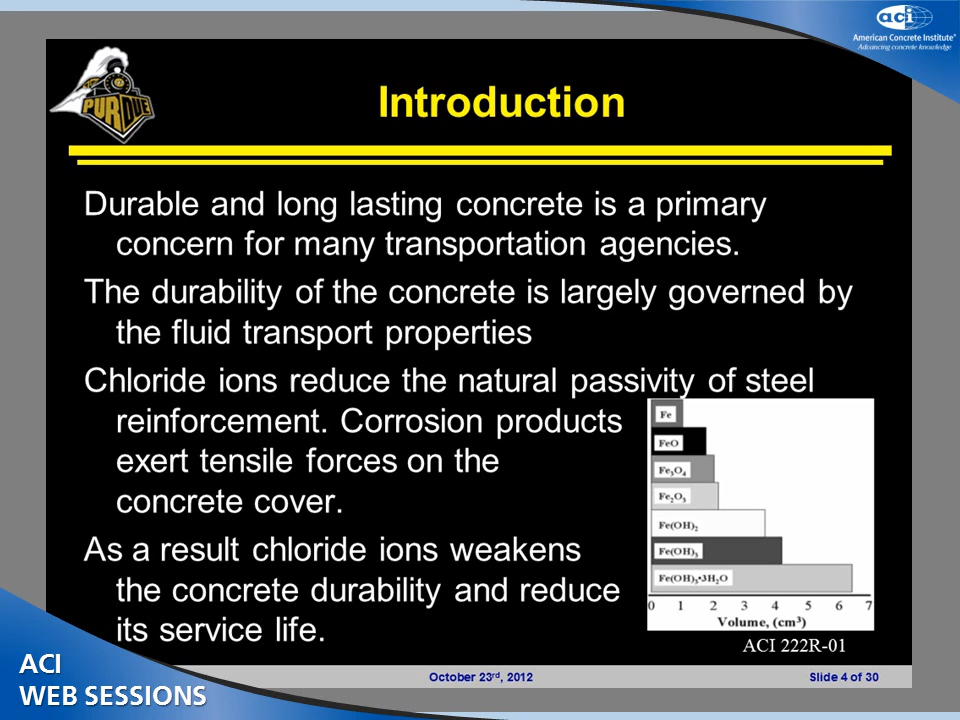 aci
American Concrete Institute®
Advancing concrete knowledge
PURDUE
Introduction
Durable and long lasting concrete is a primary
concern for many transportation agencies.
The durability of the concrete is largely governed by
the fluid transport properties
Chloride ions reduce the natural passivity of steel
reinforcement. Corrosion products
exert tensile forces on the
concrete cover.
As a result chloride ions weakens
the concrete durability and reduce
its service life.
Fe
FeO
Fe₃O₄
Fe₂O₃
Fe(OH)₂
Fe(OH)₃
Fe(OH)₃•3H₂O
0 1 2 3 4 5 6 7
Volume, (cm³)
ACI 222R-01
ACI
WEB SESSIONS
October 23rd, 2012
Slide 4 of 30